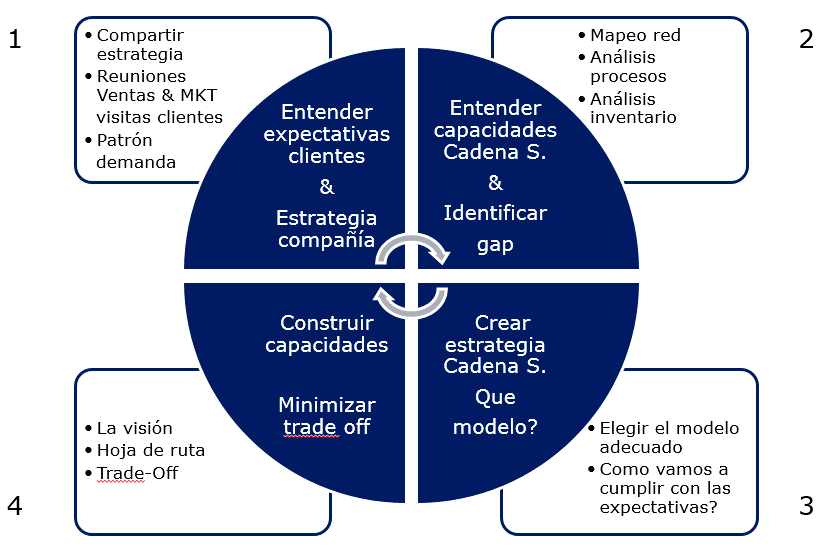 1
• Compartir
estrategia
• Reuniones
Ventas & MKT
visitas clientes
• Patrón
demanda
Entender
expectativas
clientes
&
Estrategia
compañía
2
• Mapeo red
• Análisis
procesos
• Análisis
inventario
Entender
capacidades
Cadena S.
&
Identificar
gap
3
Crear
estrategia
Cadena S.
Que
modelo?
• Elegir el modelo
adecuado
• Como vamos a
cumplir con las
expectativas?
4
Construir
capacidades
Minimizar
trade off
• La visión
• Hoja de ruta
• Trade-Off